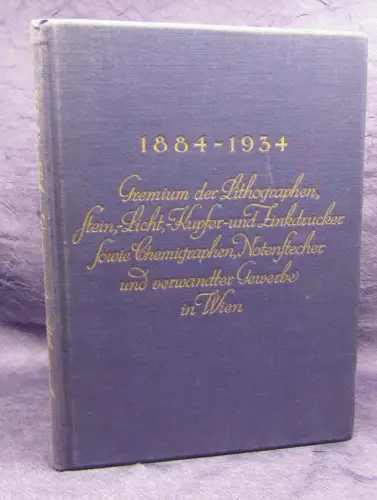 1884-1934
Gremium der Lithographen,
Stein-, Licht-, Kupfer- und Zinkdrucker
sowie Chemigraphen, Notenstecher
und verwandter Gewerbe
in Wien